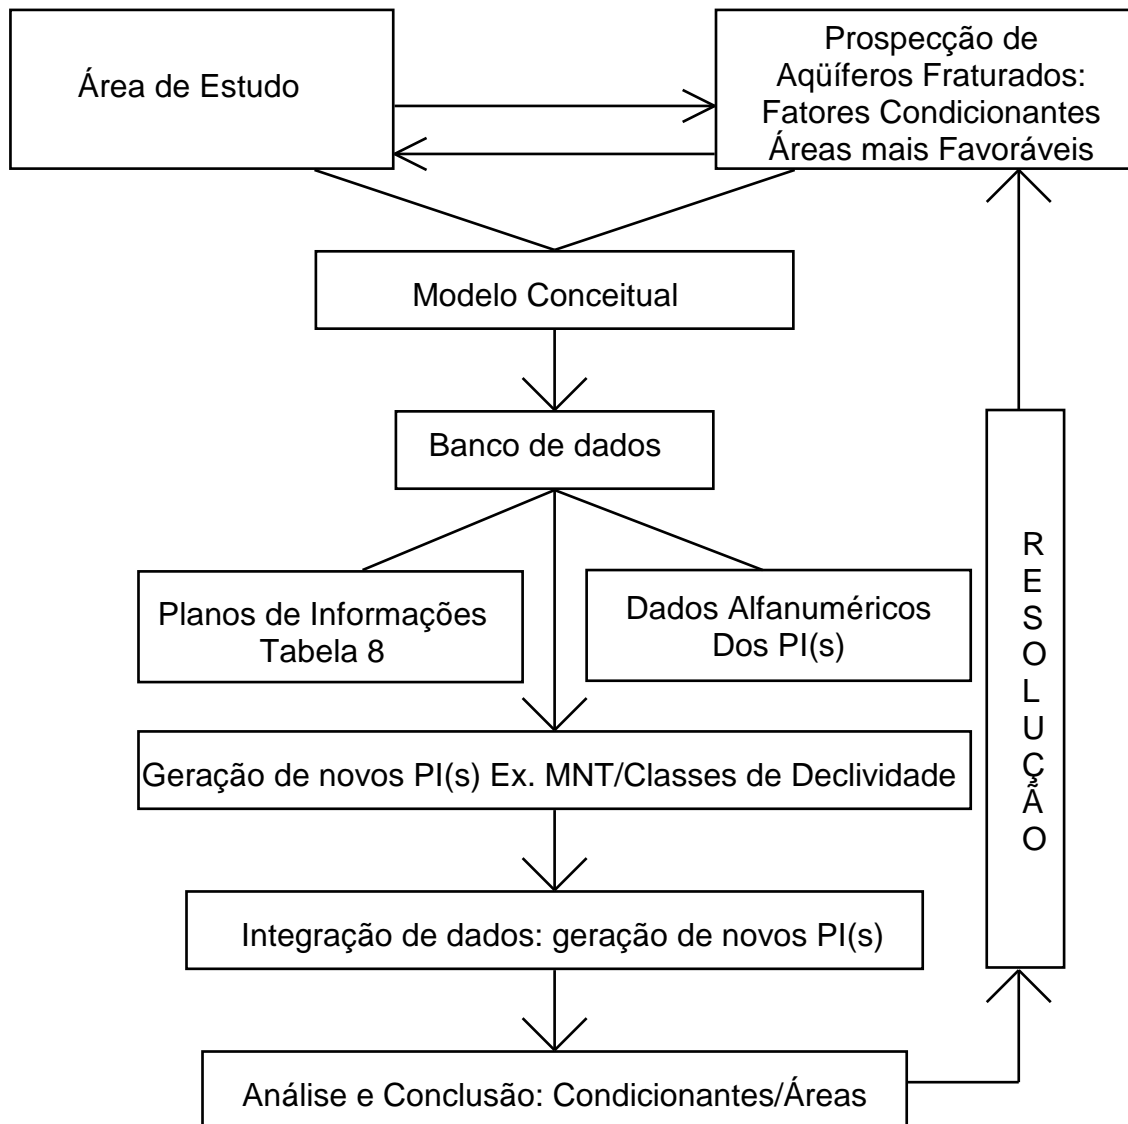 Área de Estudo
Prospecção de
Aqüíferos Fraturados:
Fatores Condicionantes
Áreas mais Favoráveis
Modelo Conceitual
Banco de dados
Planos de Informações
Tabela 8
Dados Alfanuméricos
Dos PI(s)
Geração de novos PI(s) Ex. MNT/Classes de Declividade
Integração de dados: geração de novos PI(s)
Análise e Conclusão: Condicionantes/Áreas
R
E
S
O
L
U
Ç
Ã
O